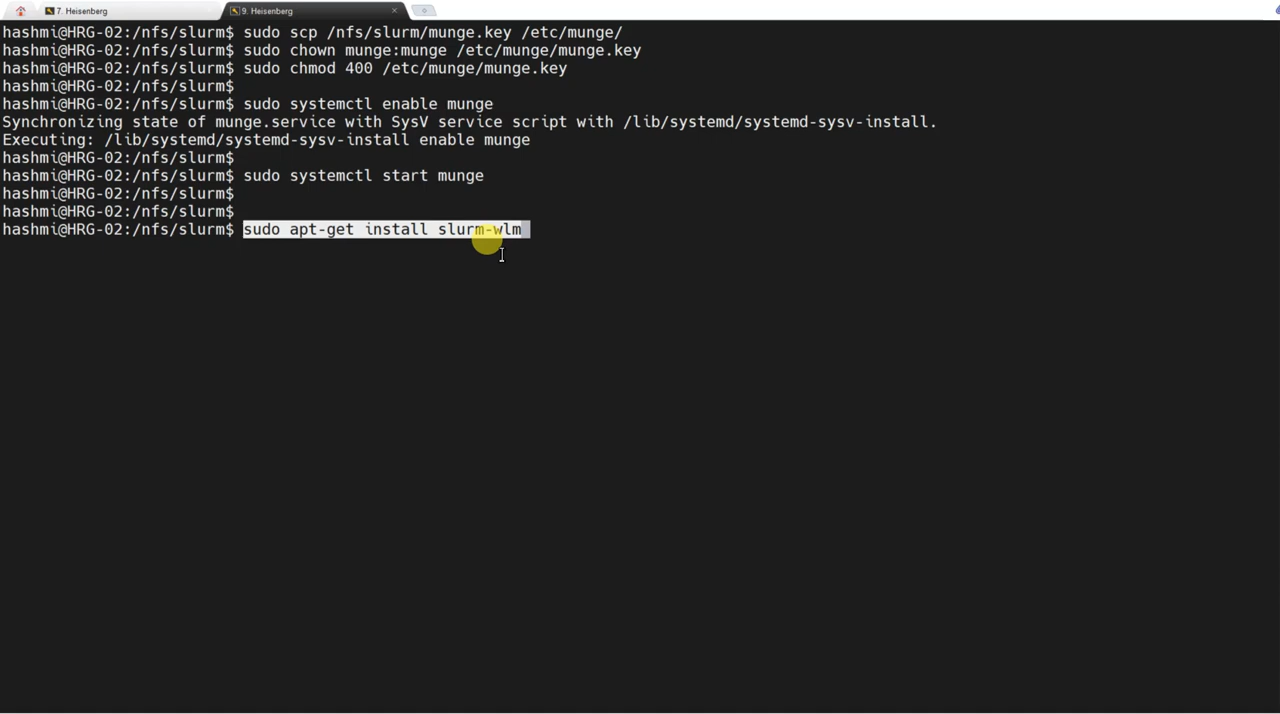 7. Heisenberg
9. Heisenberg
hashmi@HRG-02:/nfs/slurm$ sudo scp /nfs/slurm/munge.key /etc/munge/
hashmi@HRG-02:/nfs/slurm$ sudo chown munge:munge /etc/munge/munge.key
hashmi@HRG-02:/nfs/slurm$ sudo chmod 400 /etc/munge/munge.key
hashmi@HRG-02:/nfs/slurm$
hashmi@HRG-02:/nfs/slurm$ sudo systemctl enable munge
Synchronizing state of munge.service with SysV service script with /lib/systemd/systemd-sysv-install.
Executing: /lib/systemd/systemd-sysv-install enable munge
hashmi@HRG-02:/nfs/slurm$
hashmi@HRG-02:/nfs/slurm$ sudo systemctl start munge
hashmi@HRG-02:/nfs/slurm$
hashmi@HRG-02:/nfs/slurm$
hashmi@HRG-02:/nfs/slurm$ sudo apt-get install slurm-wlm